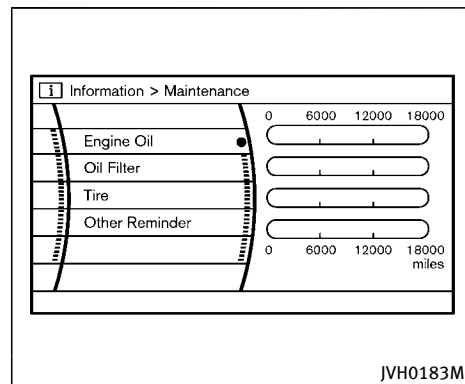 i Information > Maintenance
0 6000 12000 18000
Engine Oil
Oil Filter
Tire
Other Reminder
0 6000 12000 18000
miles
JVH0183M